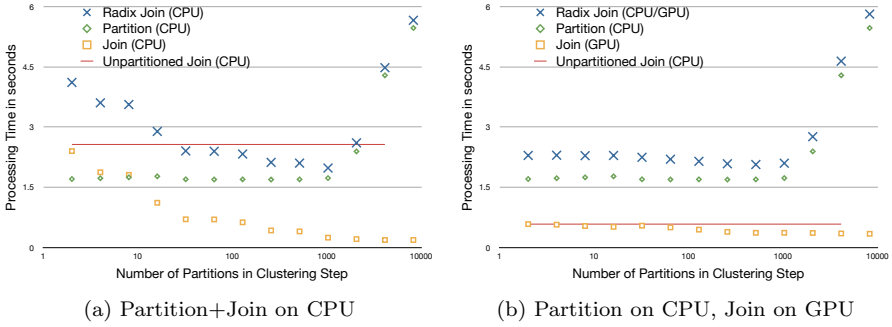 Radix Join (CPU)
Partition (CPU)
Join (CPU)
Unpartitioned Join (CPU)
Processing Time in seconds
6
4.5
3
1.5
0
1
10
100
1000
10000
Number of Partitions in Clustering Step
(a) Partition+Join on CPU
Radix Join (CPU/GPU)
Partition (CPU)
Join (GPU)
Unpartitioned Join (CPU)
Processing Time in seconds
6
4.5
3
1.5
0
1
10
100
1000
10000
Number of Partitions in Clustering Step
(b) Partition on CPU, Join on GPU